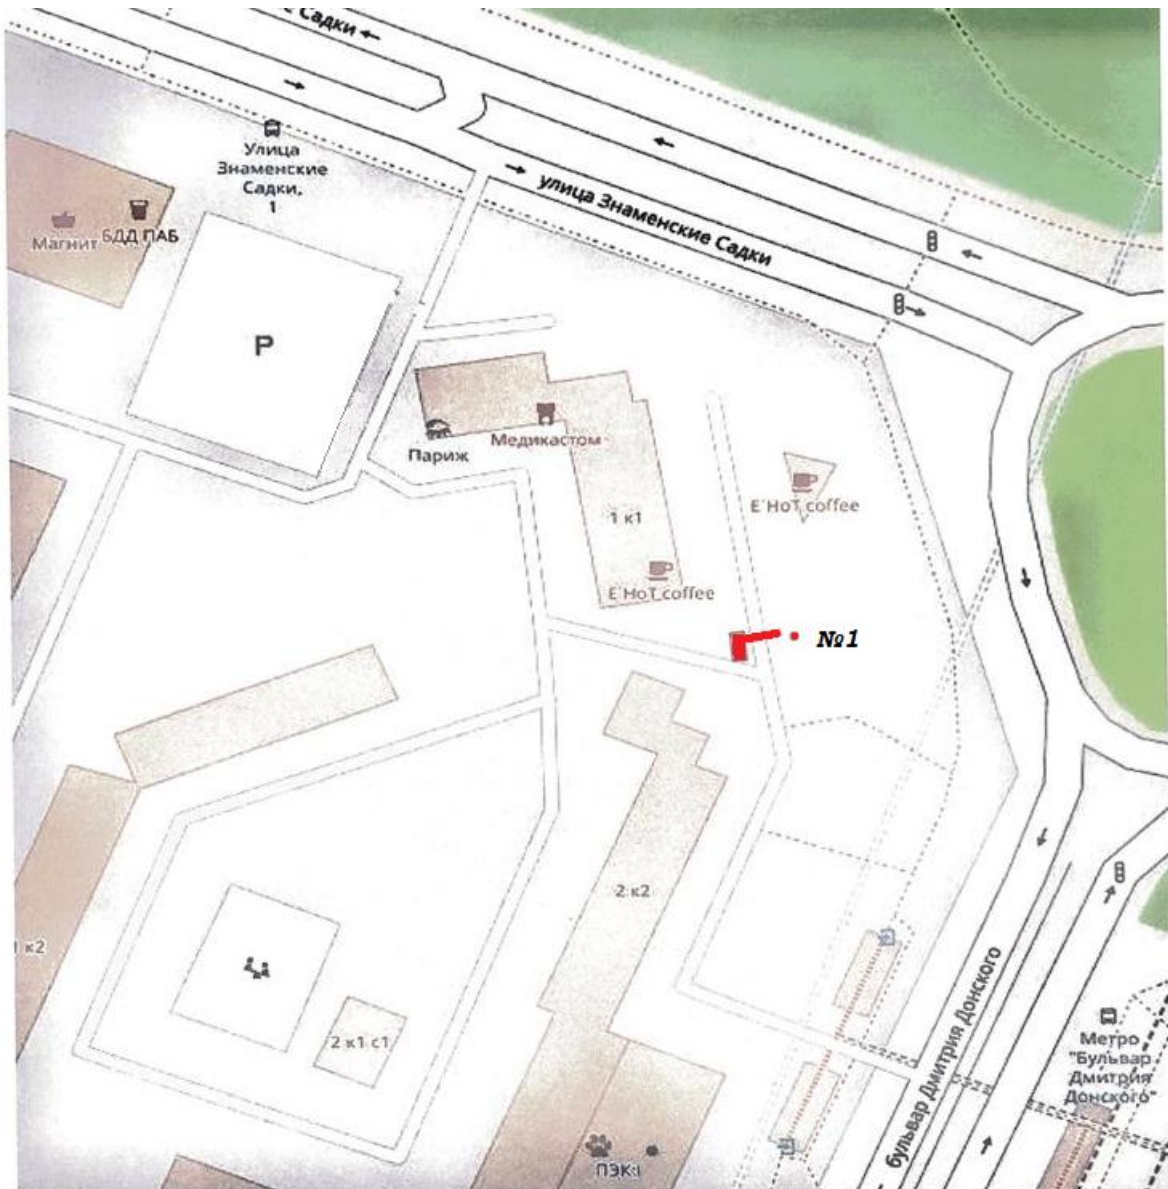 Садки
Улица
Знаменские
Садки,
1
улица Знаменские Садки
Магнит
БДД ПАБ
P
Париж
Медикастом
1 к1
E'HoT coffee
E'HoT coffee
№1
2 к2
1 к2
2 к1 с1
бульвар Дмитрия Донского
Метро
"Бульвар
Дмитрия
Донского"